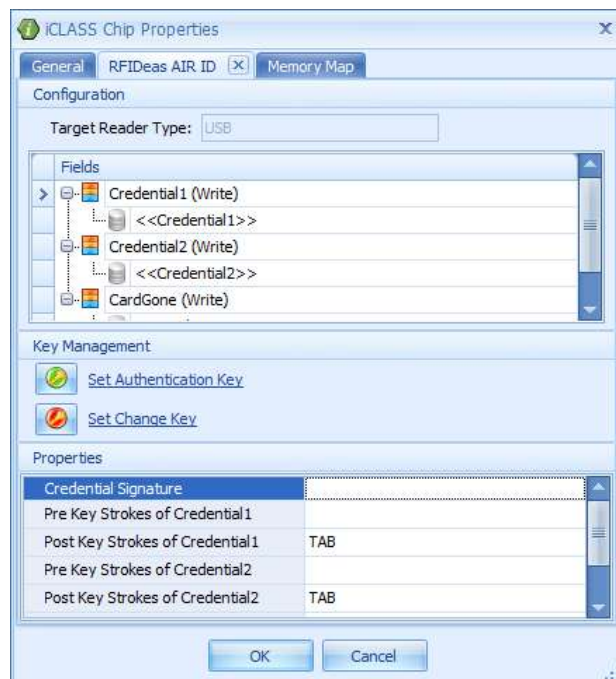 iCLASS Chip Properties
General RFIDeas AIR ID Memory Map
Configuration
Target Reader Type: USB
Fields
Credential1 (Write)
<<Credential1>>
Credential2 (Write)
<<Credential2>>
CardGone (Write)
Key Management
Set Authentication Key
Set Change Key
Properties
Credential Signature
Pre Key Strokes of Credential1
Post Key Strokes of Credential1 TAB
Pre Key Strokes of Credential2
Post Key Strokes of Credential2 TAB
OK Cancel